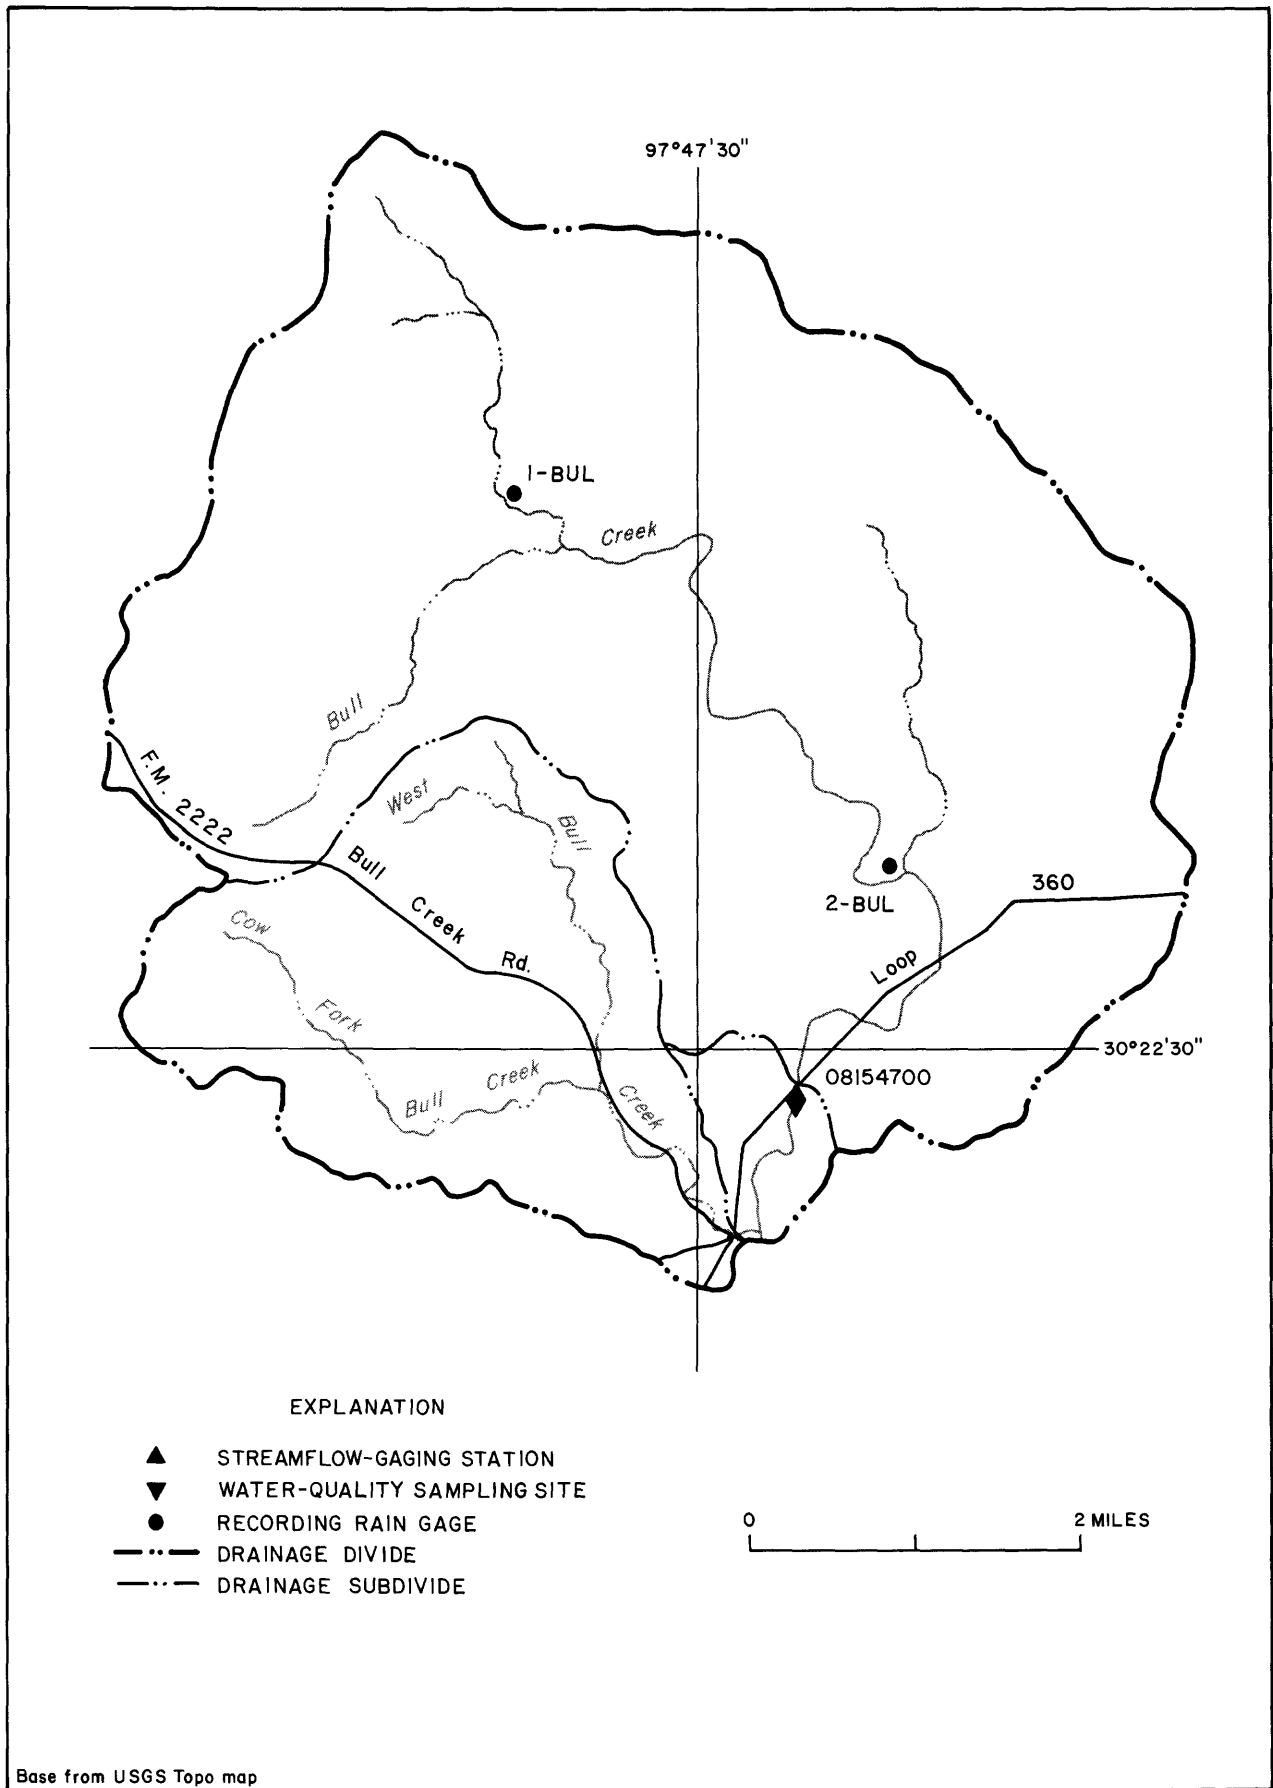 97°47'30"
1-BUL
Creek
Bull
F.M. 2222
West
Bull
Bull
Creek
Rd.
2-BUL
360
Loop
Cow
Fork
Bull
Creek
Creek
30°22'30"
08154700
EXPLANATION
STREAMFLOW-GAGING STATION
WATER-QUALITY SAMPLING SITE
RECORDING RAIN GAGE
DRAINAGE DIVIDE
DRAINAGE SUBDIVIDE
0 2 MILES
Base from USGS Topo map